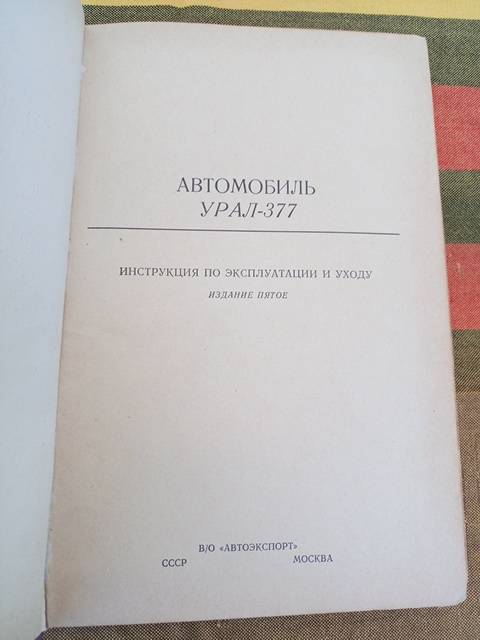 АВТОМОБИЛЬ
УРАЛ-377
ИНСТРУКЦИЯ ПО ЭКСПЛУАТАЦИИ И УХОДУ
ИЗДАНИЕ ПЯТОЕ
В/О «АВТОЭКСПОРТ»
СССР МОСКВА